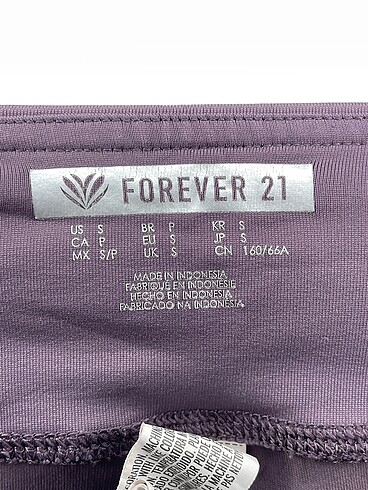 FOREVER 21
US S BR P KR S
CA P EU S JP S
MX S/P UK S CN 160/66A
MADE IN INDONESIA
FABRIQUÉ EN INDONÉSIE
HECHO EN INDONESIA
FABRICADO NA INDONÉSIA